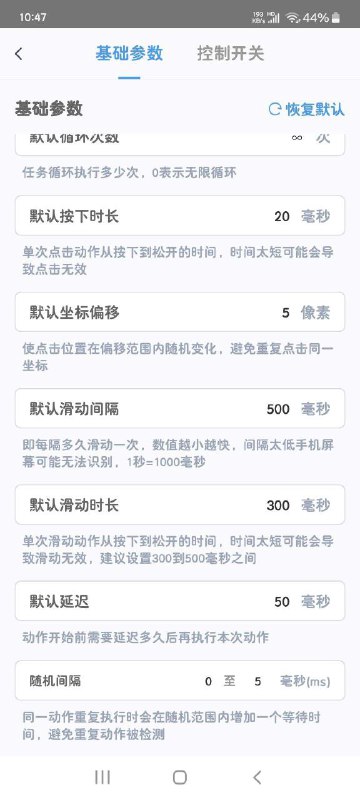 10:47
193 KB/s HD 44%
基础参数 控制开关
基础参数 恢复默认
默认循环次数 ∞ 次
任务循环执行多少次，0表示无限循环
默认按下时长 20 毫秒
单次点击动作从按下到松开的时间，时间太短可能会导
致点击无效
默认坐标偏移 5 像素
使点击位置在偏移范围内随机变化，避免重复点击同一
坐标
默认滑动间隔 500 毫秒
即每隔多久滑动一次，数值越小越快，间隔太低手机屏
幕可能无法识别，1秒=1000毫秒
默认滑动时长 300 毫秒
单次滑动动作从按下到松开的时间，时间太短可能会导
致滑动无效，建议设置300到500毫秒之间
默认延迟 50 毫秒
动作开始前需要延迟多久后再执行本次动作
随机间隔 0 至 5 毫秒(ms)
同一动作重复执行时会在随机范围内增加一个等待时
间，避免重复动作被检测